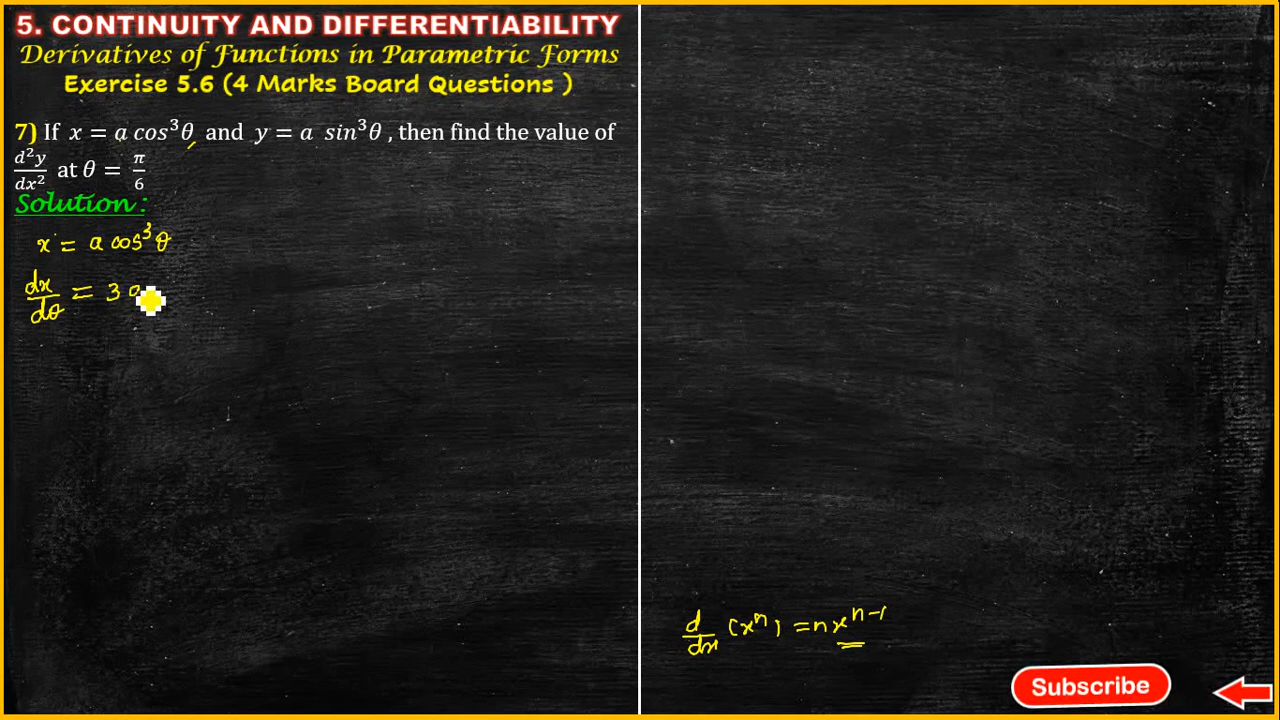 5. CONTINUITY AND DIFFERENTIABILITY
Derivatives of Functions in Parametric Forms
Exercise 5.6 (4 Marks Board Questions )
7) If x = a cos³θ and y = a sin³θ , then find the value of
d²y/dx² at θ = π/6
Solution :
x = a cos³ θ
dx/dθ = 3 a
d/dx (xⁿ) = n xⁿ⁻¹
Subscribe